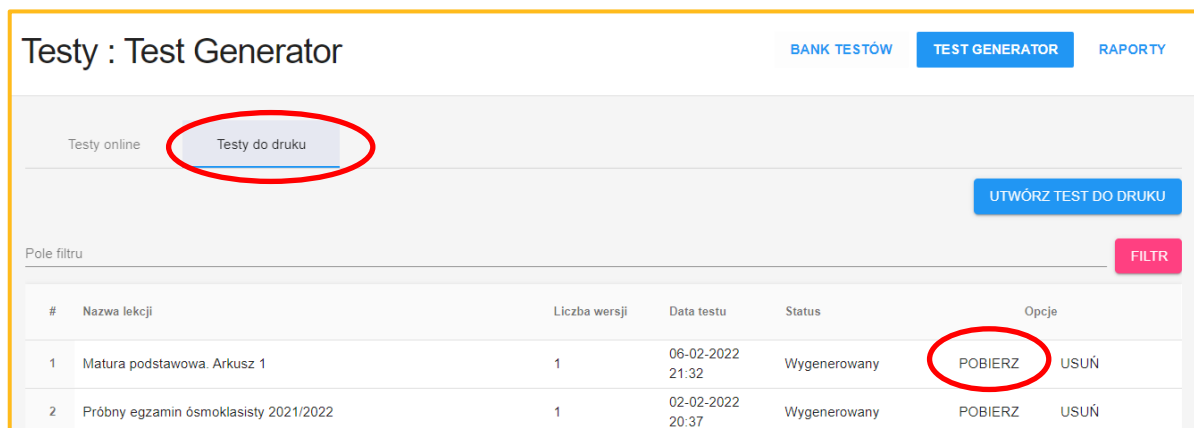 Testy : Test Generator
BANK TESTÓW TEST GENERATOR RAPORTY
Testy online Testy do druku
UTWÓRZ TEST DO DRUKU
Pole filtru FILTR
# Nazwa lekcji Liczba wersji Data testu Status Opcje
1 Matura podstawowa. Arkusz 1 1 06-02-2022 21:32 Wygenerowany POBIERZ USUŃ
2 Próbny egzamin ósmoklasisty 2021/2022 1 02-02-2022 20:37 Wygenerowany POBIERZ USUŃ